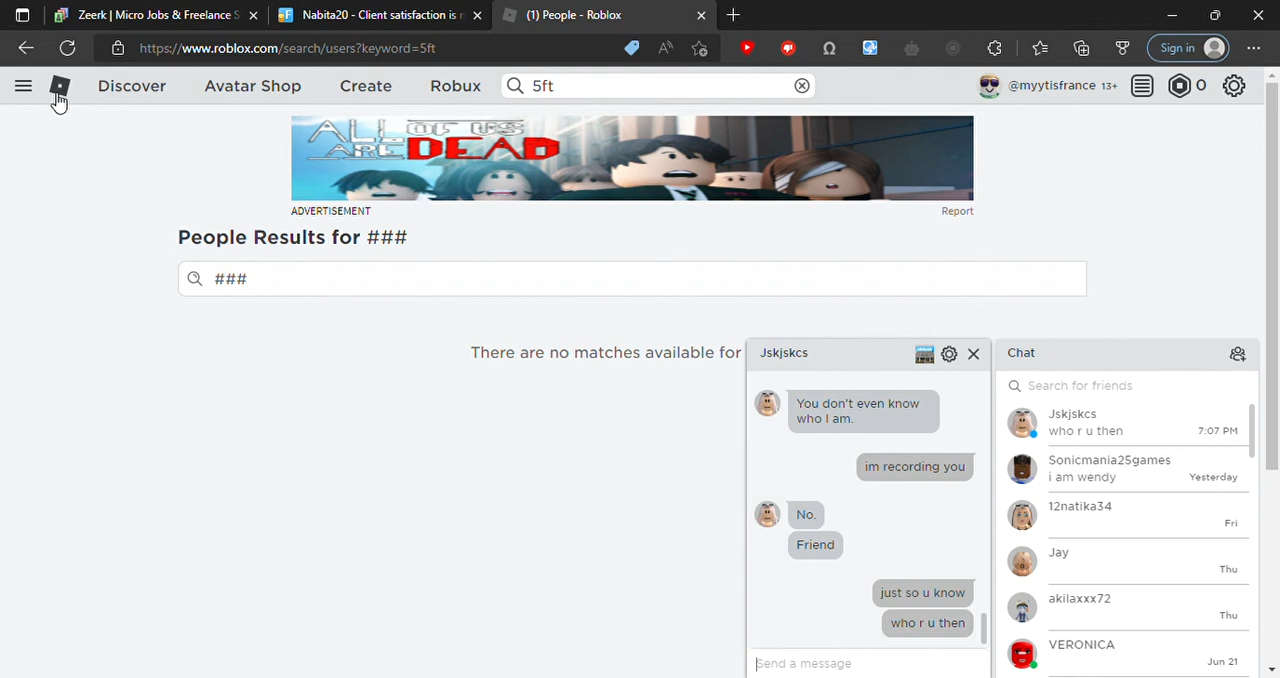 Zeerk | Micro Jobs & Freelance S
Nabita20 - Client satisfaction is n
(1) People - Roblox
https://www.roblox.com/search/users?keyword=5ft
Sign in
Discover
Avatar Shop
Create
Robux
5ft
@myytisfrance 13+
0
ALL OF US
ARE DEAD
ADVERTISEMENT
Report
People Results for ###
###
There are no matches available for
Jskjskcs
You don't even know
who I am.
im recording you
No.
Friend
just so u know
who r u then
Send a message
Chat
Search for friends
Jskjskcs
who r u then 7:07 PM
Sonicmania25games
i am wendy Yesterday
12natika34
Fri
Jay
Thu
akilaxxx72
Thu
VERONICA
Jun 21